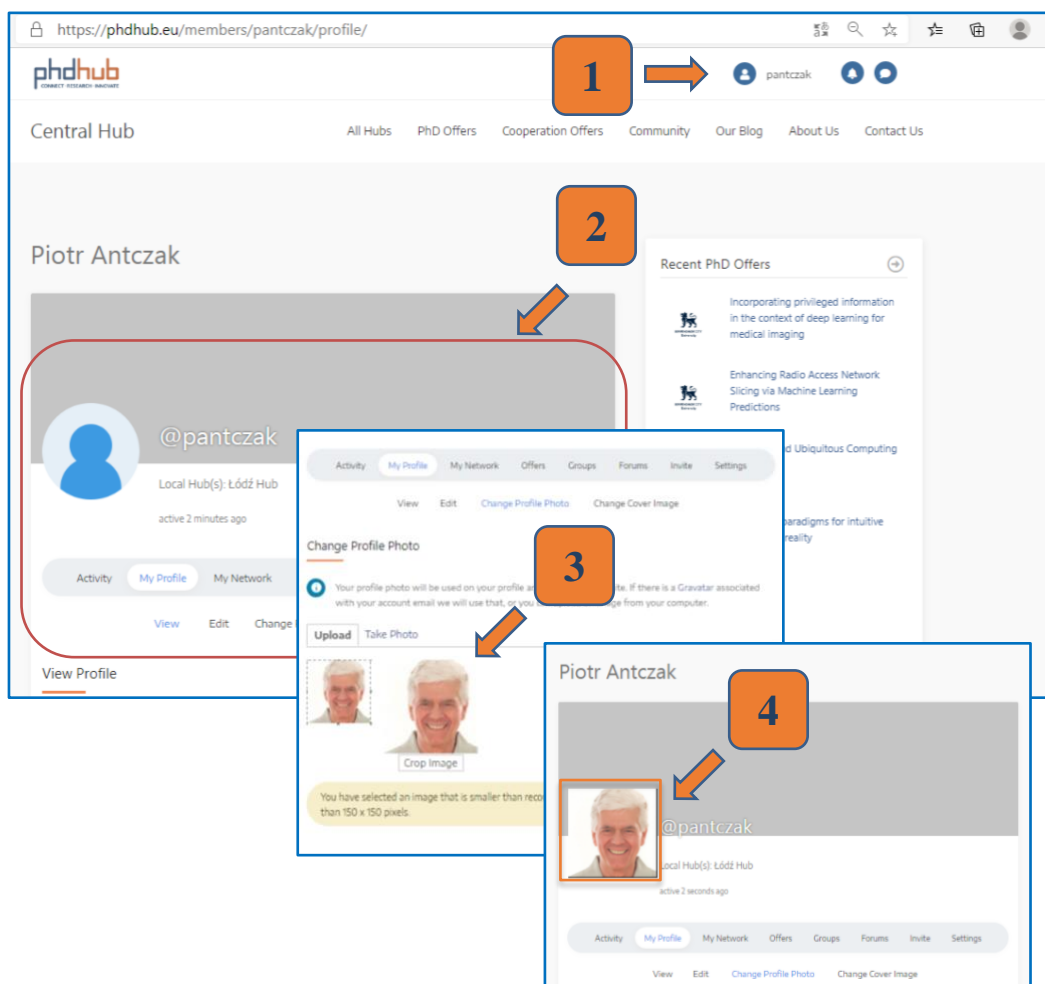 https://phdhub.eu/members/pantczak/profile/
phdhub
CONNECT RESEARCH INNOVATE
1
pantczak
Central Hub
All Hubs PhD Offers Cooperation Offers Community Our Blog About Us Contact Us
2
Piotr Antczak
Recent PhD Offers
Incorporating privileged information
in the context of deep learning for
medical imaging
Enhancing Radio Access Network
Slicing via Machine Learning
Predictions
d Ubiquitous Computing
paradigms for intuitive
reality
@pantczak
Local Hub(s): Łódź Hub
active 2 minutes ago
Activity My Profile My Network
View Edit Change
View Profile
Activity My Profile My Network Offers Groups Forums Invite Settings
View Edit Change Profile Photo Change Cover Image
Change Profile Photo
3
Your profile photo will be used on your profile an te. If there is a Gravatar associated
with your account email we will use that, or you ge from your computer.
Upload Take Photo
Crop Image
You have selected an image that is smaller than reco
than 150 x 150 pixels.
Piotr Antczak
4
@pantczak
Local Hub(s): Łódź Hub
active 2 seconds ago
Activity My Profile My Network Offers Groups Forums Invite Settings
View Edit Change Profile Photo Change Cover Image